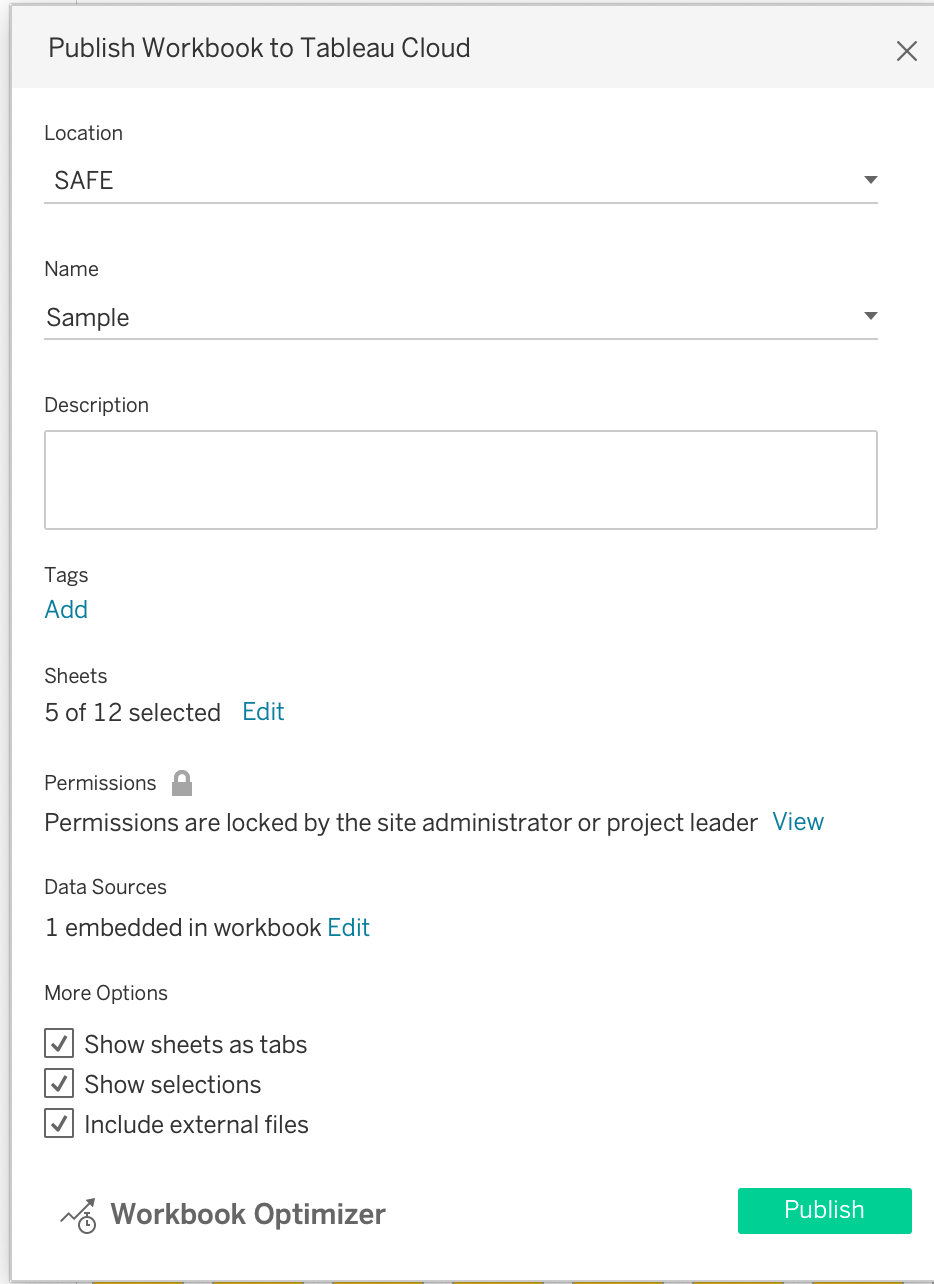 Publish Workbook to Tableau Cloud
Location
SAFE
Name
Sample
Description
Tags
Add
Sheets
5 of 12 selected Edit
Permissions
Permissions are locked by the site administrator or project leader View
Data Sources
1 embedded in workbook Edit
More Options
Show sheets as tabs
Show selections
Include external files
Workbook Optimizer
Publish